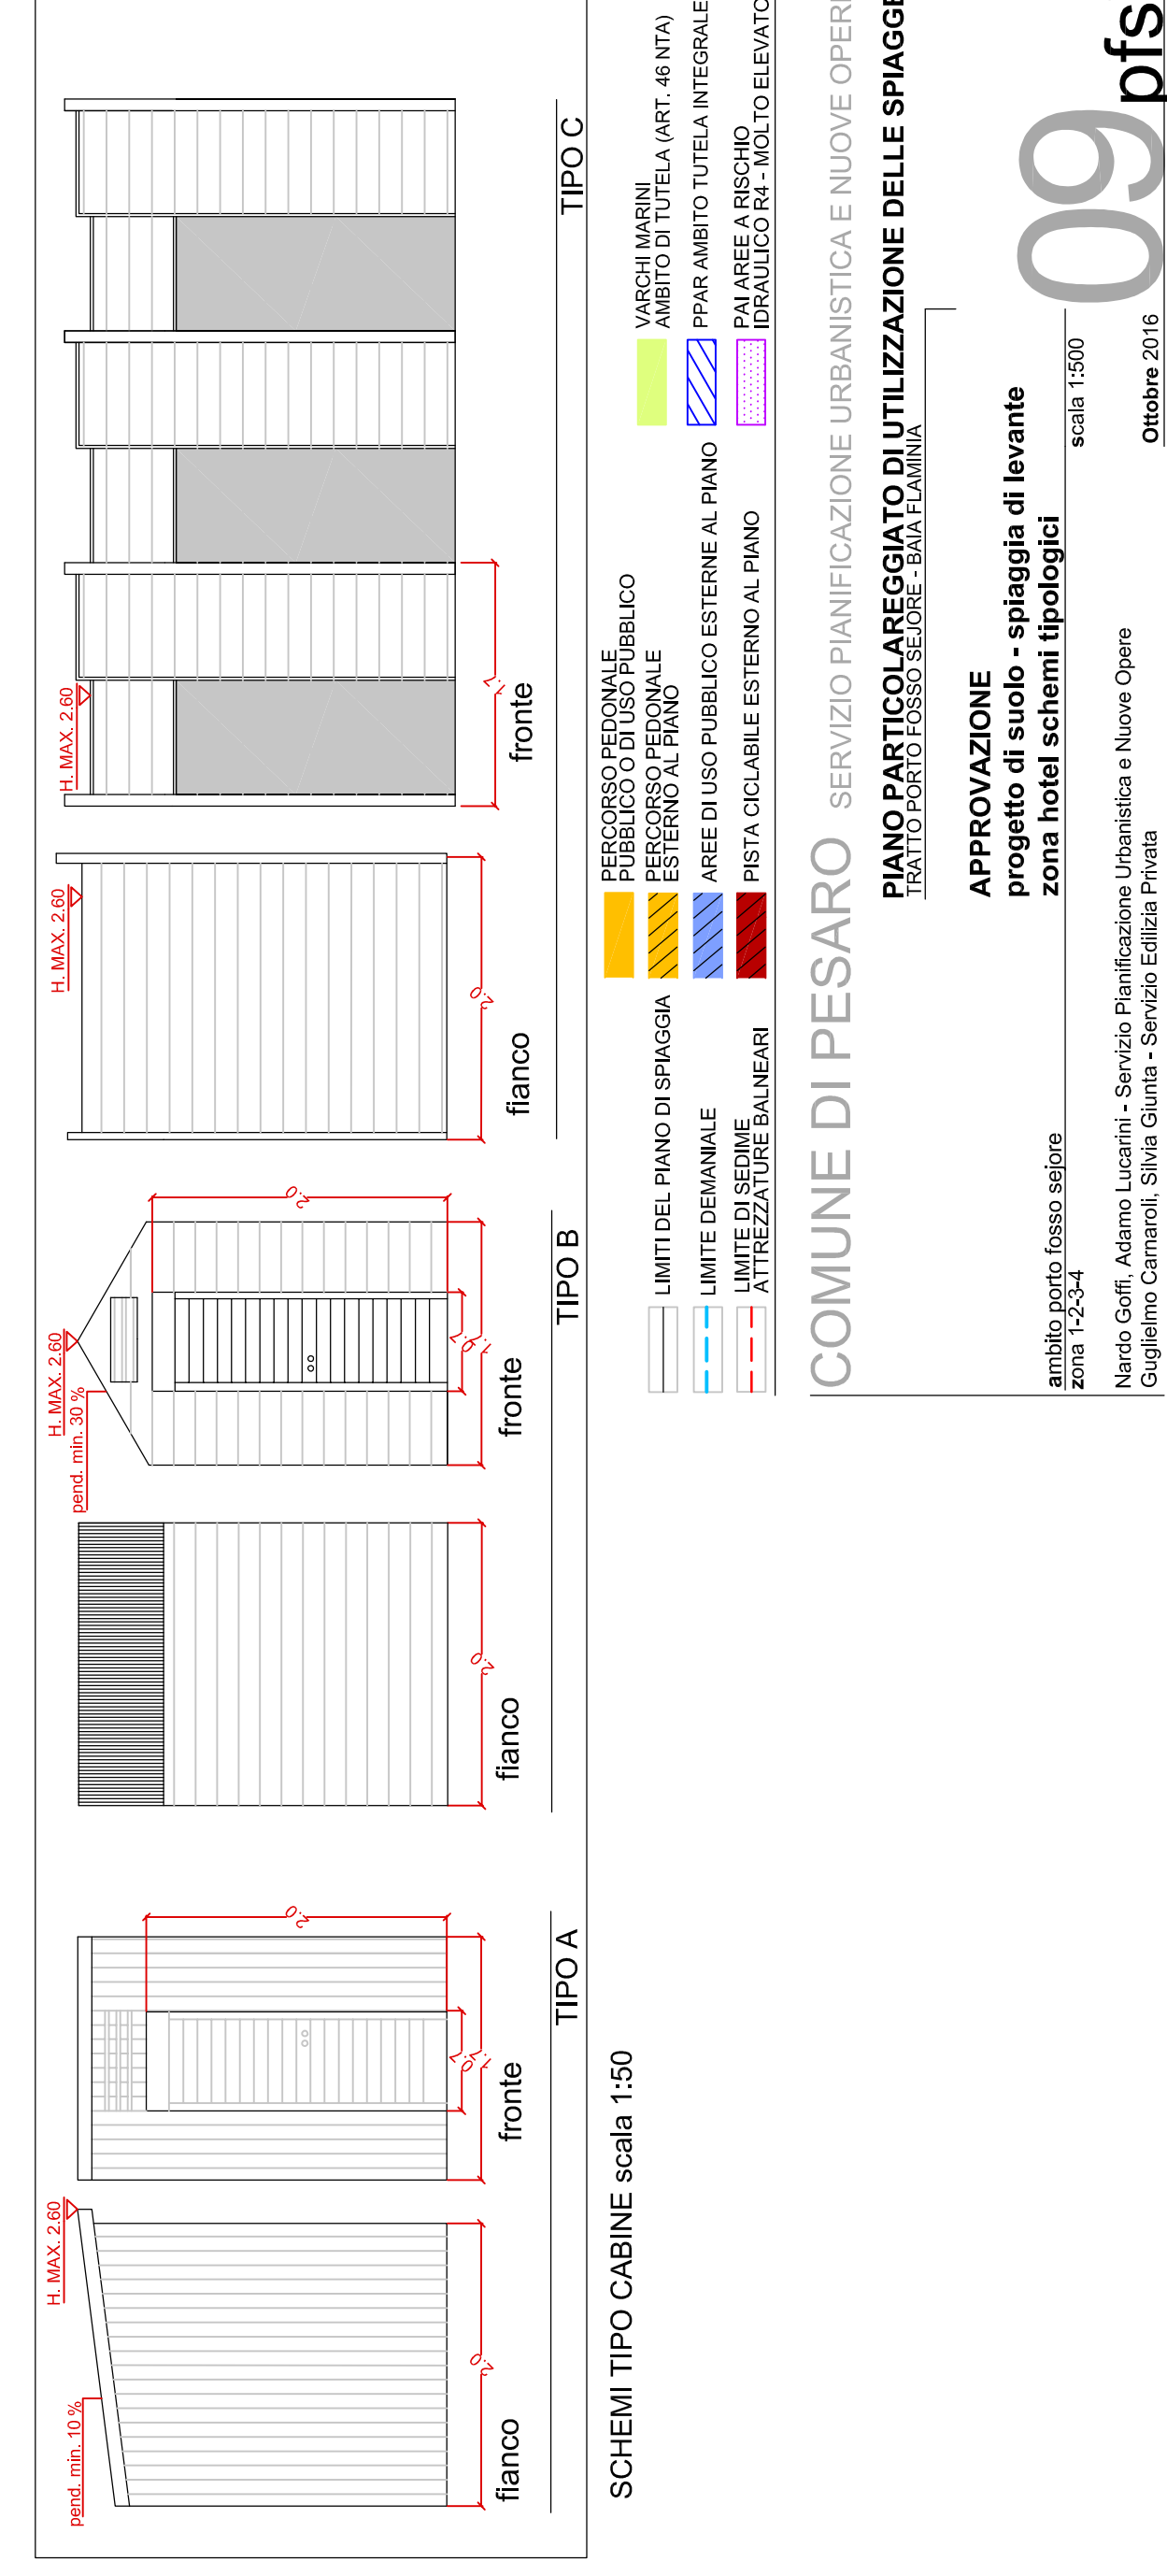 SCHEMI TIPO CABINE scala 1:50
pend. min. 10 %
H. MAX. 2.60
2.0
fianco
2.0
0.7
1.7
fronte
TIPO A
2.0
fianco
H. MAX. 2.60
pend. min. 30 %
2.0
0.7
1.7
fronte
TIPO B
H. MAX. 2.60
2.0
fianco
H. MAX. 2.60
1.7
fronte
TIPO C
LIMITI DEL PIANO DI SPIAGGIA
LIMITE DEMANIALE
LIMITE DI SEDIME
ATTREZZATURE BALNEARI
PERCORSO PEDONALE
PUBBLICO O DI USO PUBBLICO
PERCORSO PEDONALE
ESTERNO AL PIANO
AREE DI USO PUBBLICO ESTERNE AL PIANO
PISTA CICLABILE ESTERNO AL PIANO
VARCHI MARINI
AMBITO DI TUTELA (ART. 46 NTA)
PPAR AMBITO TUTELA INTEGRALE
PAI AREE A RISCHIO
IDRAULICO R4 - MOLTO ELEVATO
COMUNE DI PESARO SERVIZIO PIANIFICAZIONE URBANISTICA E NUOVE OPERE
PIANO PARTICOLAREGGIATO DI UTILIZZAZIONE DELLE SPIAGGE
TRATTO PORTO FOSSO SEJORE - BAIA FLAMINIA
APPROVAZIONE
progetto di suolo - spiaggia di levante
zona hotel schemi tipologici
ambito porto fosso sejore
zona 1-2-3-4
scala 1:500
Nardo Goffi, Adamo Lucarini - Servizio Pianificazione Urbanistica e Nuove Opere
Guglielmo Carnaroli, Silvia Giunta - Servizio Edilizia Privata
Ottobre 2016
09
pfs